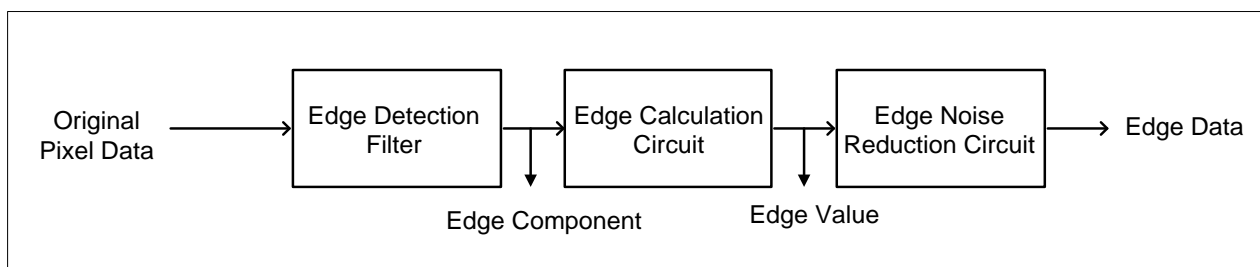 Original
Pixel Data
Edge Detection
Filter
Edge Component
Edge Calculation
Circuit
Edge Value
Edge Noise
Reduction Circuit
Edge Data